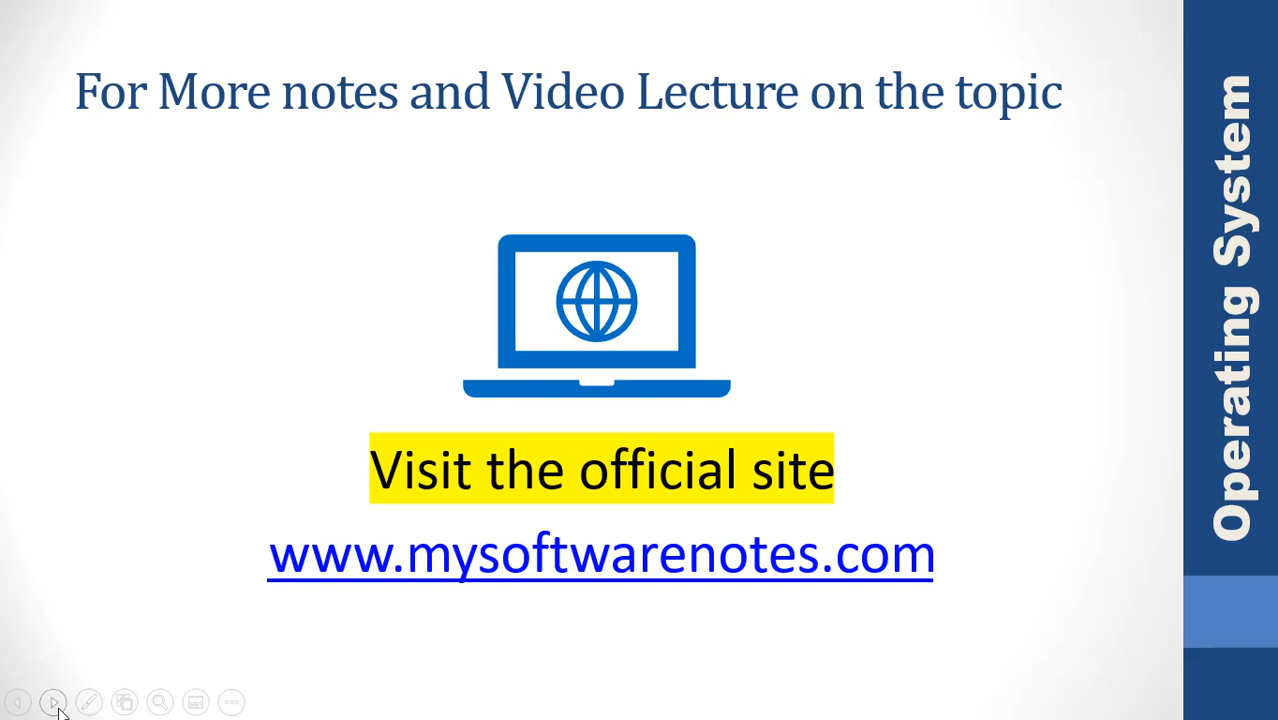 For More notes and Video Lecture on the topic
Visit the official site
www.mysoftwarenotes.com
Operating System